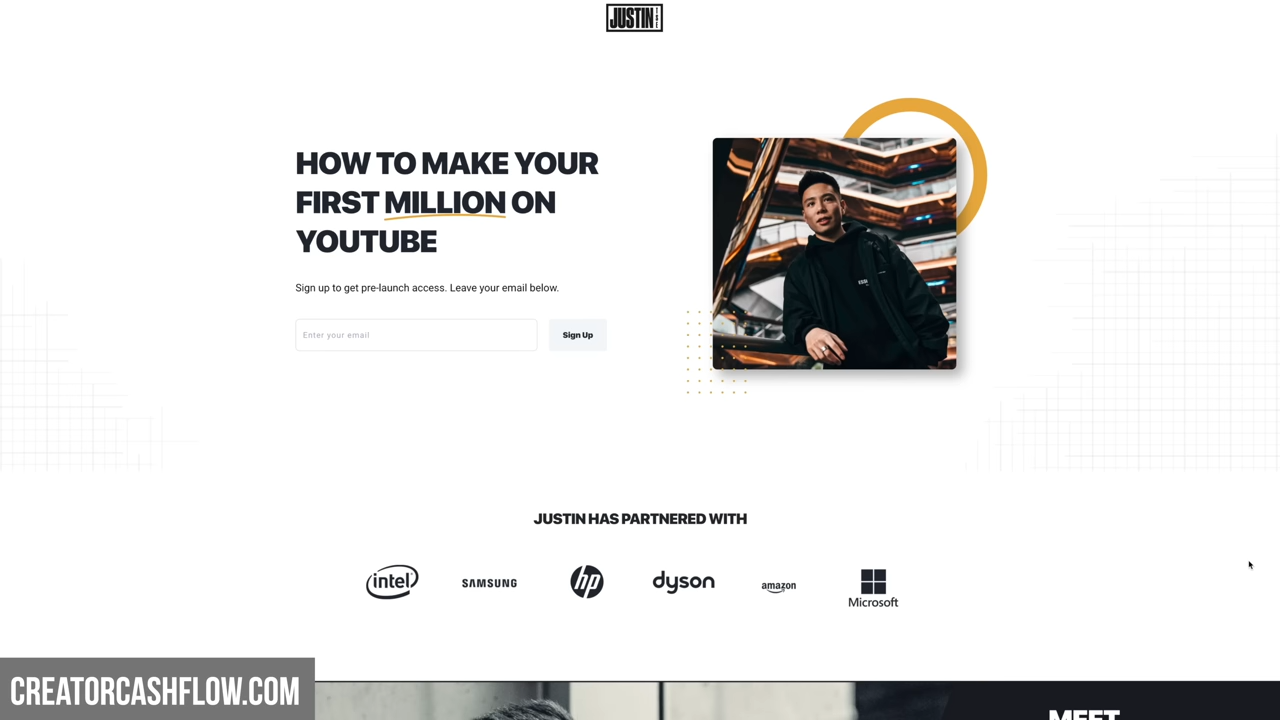 JUSTIN
HOW TO MAKE YOUR
FIRST MILLION ON
YOUTUBE
Sign up to get pre-launch access. Leave your email below.
Enter your email
Sign Up
JUSTIN HAS PARTNERED WITH
intel
SAMSUNG
hp
dyson
amazon
Microsoft
CREATORCASHFLOW.COM
MEET